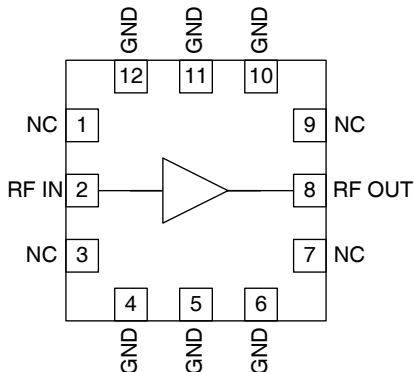 GND GND GND
12 11 10
NC 1 9 NC
RF IN 2 8 RF OUT
NC 3 7 NC
4 5 6
GND GND GND